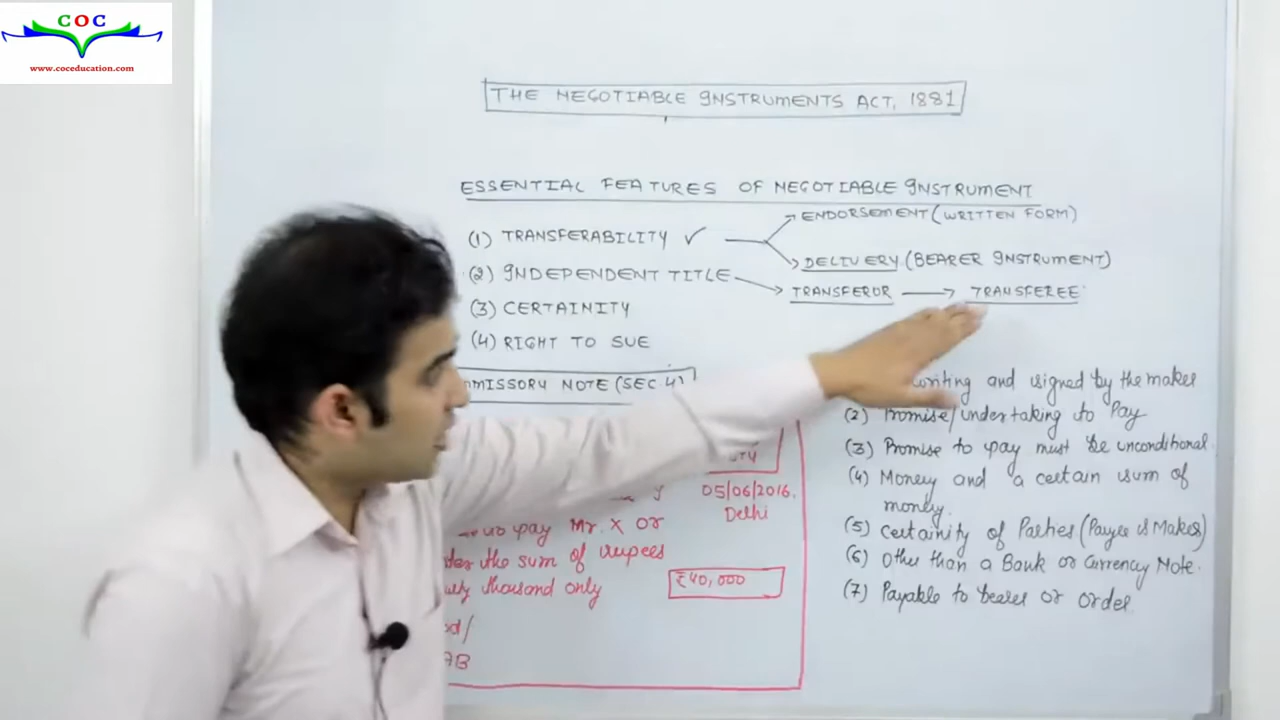 COC
www.coceducation.com
THE NEGOTIABLE INSTRUMENTS ACT, 1881
ESSENTIAL FEATURES OF NEGOTIABLE INSTRUMENT
(1) TRANSFERABILITY ✓ → ENDORSEMENT (WRITTEN FORM)
→ DELIVERY (BEARER INSTRUMENT)
(2) INDEPENDENT TITLE → TRANSFEROR → TRANSFEREE
(3) CERTAINITY
(4) RIGHT TO SUE
MISSORY NOTE (SEC.4)
05/06/2016,
Delhi
pay Mr. X or
the sum of rupees
thousand only
₹40,000
AB
writing and signed by the maker
(2) Promise/undertaking to Pay
(3) Promise to pay must be unconditional
(4) Money and a certain sum of
money.
(5) Certainity of Parties (Payee & Maker)
(6) Other than a Bank or Currency Note.
(7) Payable to bearer or order